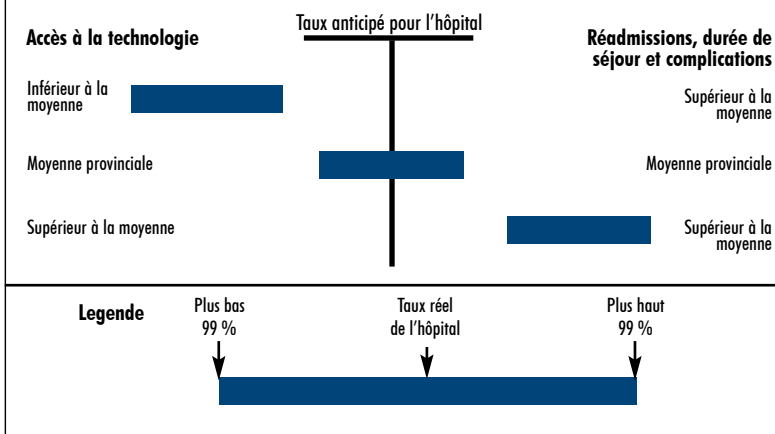 Taux anticipé pour l’hôpital
Accès à la technologie
Réadmissions, durée de
séjour et complications
Inférieur à la
moyenne
Supérieur à la
moyenne
Moyenne provinciale
Moyenne provinciale
Supérieur à la moyenne
Supérieur à la
moyenne
Legende
Plus bas
99 %
Taux réel
de l’hôpital
Plus haut
99 %